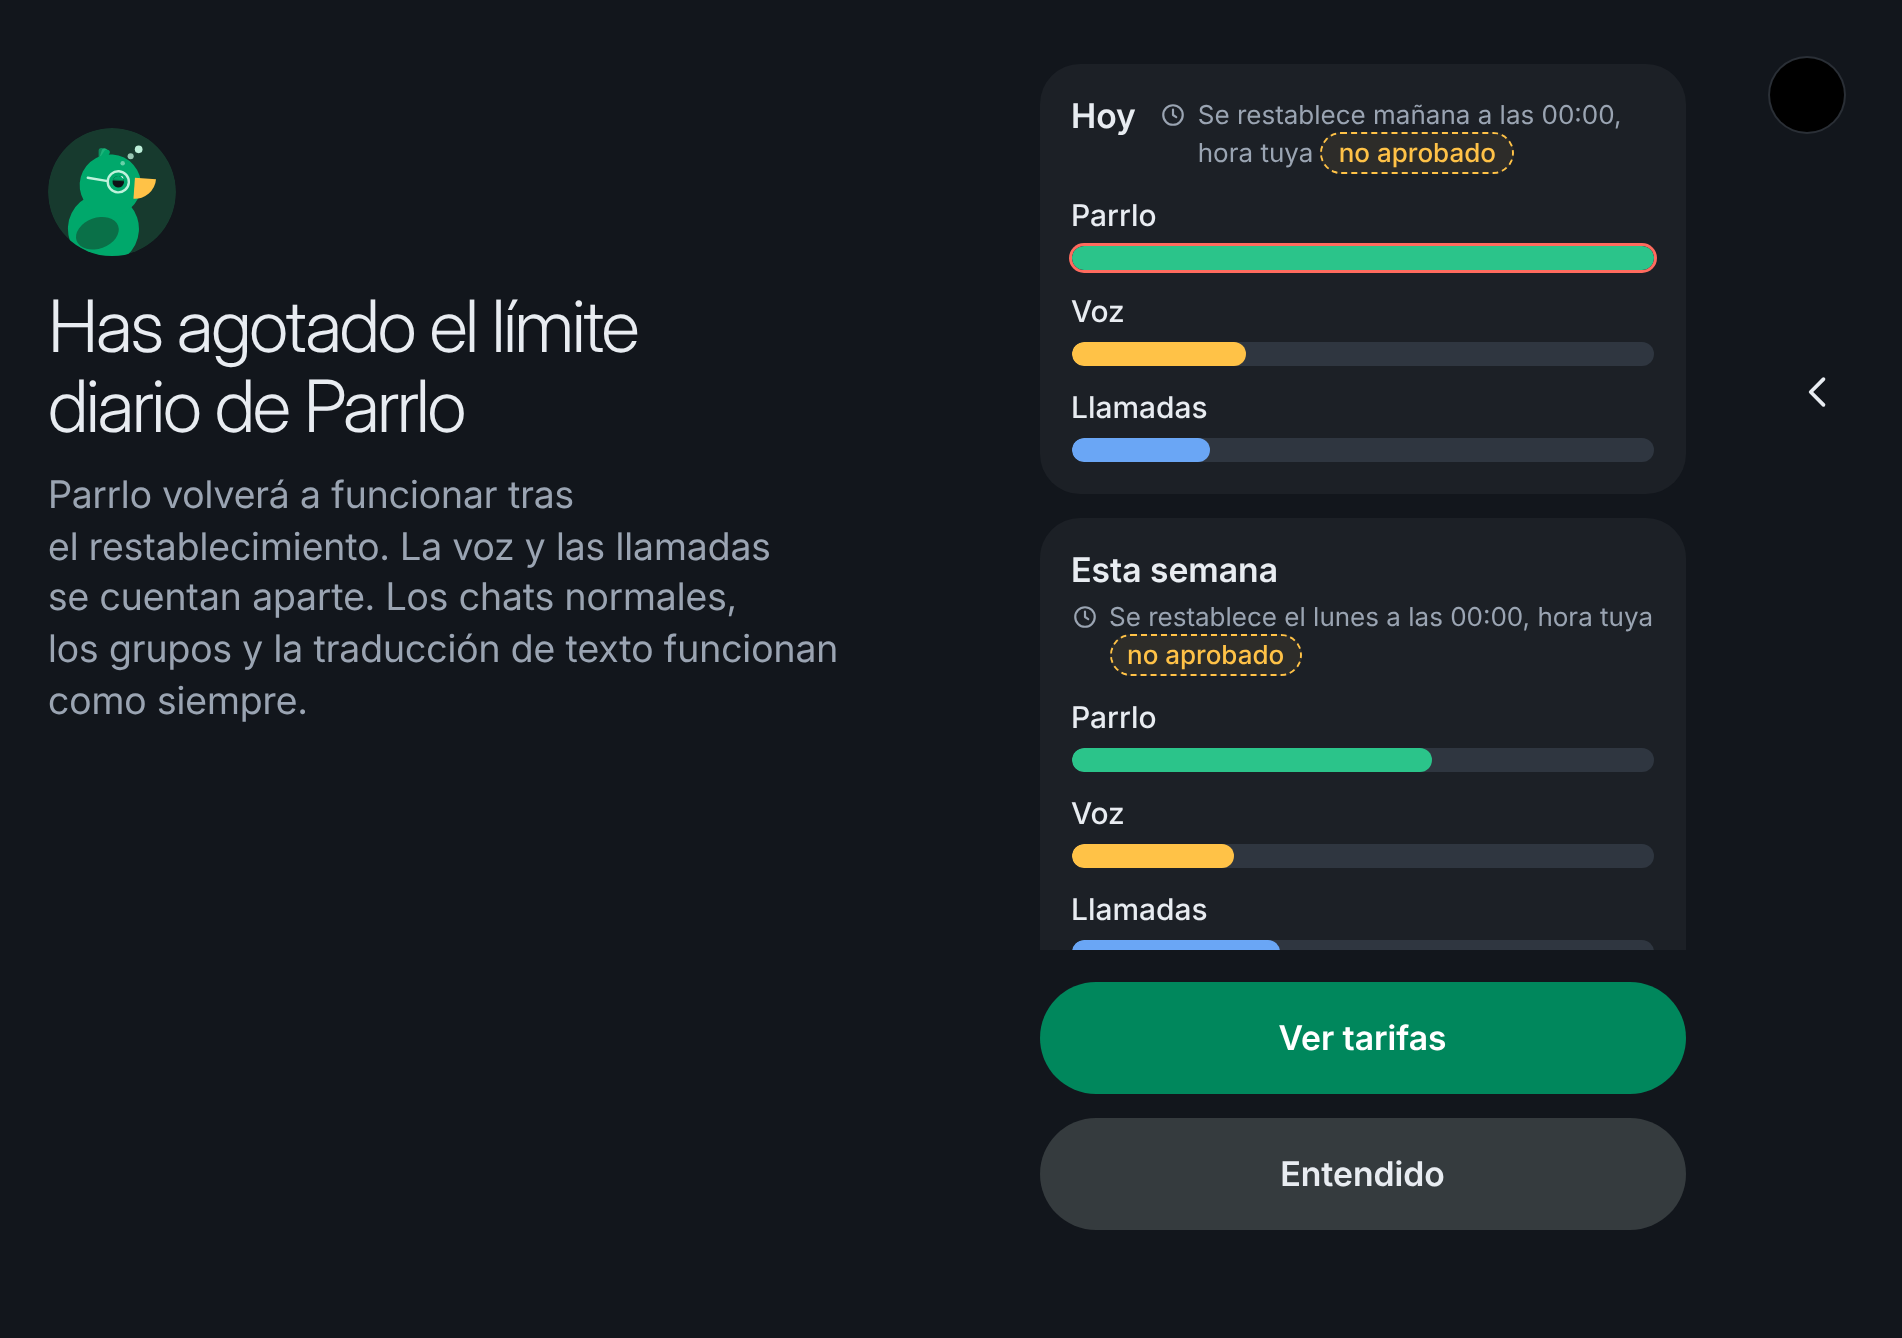 Has agotado el límite
diario de Parrlo
Parrlo volverá a funcionar tras
el restablecimiento. La voz y las llamadas
se cuentan aparte. Los chats normales,
los grupos y la traducción de texto funcionan
como siempre.
Hoy
Se restablece mañana a las 00:00,
hora tuya no aprobado
Parrlo
Voz
Llamadas
Esta semana
Se restablece el lunes a las 00:00, hora tuya
no aprobado
Parrlo
Voz
Llamadas
Ver tarifas
Entendido